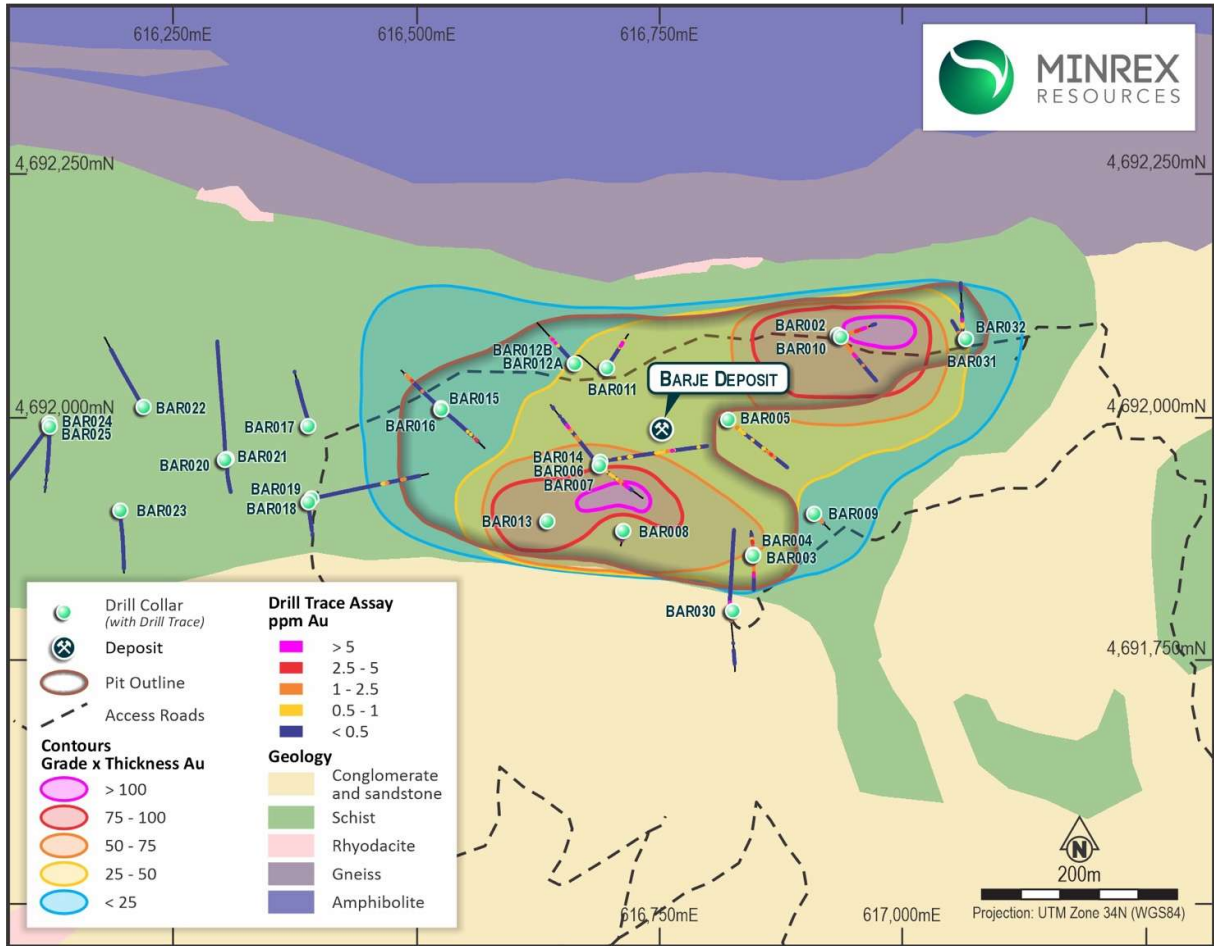 616,250mE
616,500mE
616,750mE
MINREX
RESOURCES
4,692,250mN
4,692,250mN
BAR002
BAR010
BAR032
BAR031
BAR012B
BAR012A
BAR011
BARJE DEPOSIT
BAR022
BAR015
BAR016
4,692,000mN
4,692,000mN
BAR024
BAR025
BAR017
BAR005
BAR021
BAR020
BAR014
BAR006
BAR007
BAR019
BAR018
BAR023
BAR013
BAR008
BAR009
BAR004
BAR003
BAR030
4,691,750mN
Drill Collar
(with Drill Trace)
Deposit
Pit Outline
Access Roads
Contours
Grade x Thickness Au
> 100
75 - 100
50 - 75
25 - 50
< 25
Drill Trace Assay
ppm Au
> 5
2.5 - 5
1 - 2.5
0.5 - 1
< 0.5
Geology
Conglomerate
and sandstone
Schist
Rhyodacite
Gneiss
Amphibolite
N
200m
Projection: UTM Zone 34N (WGS84)
616,750mE
617,000mE